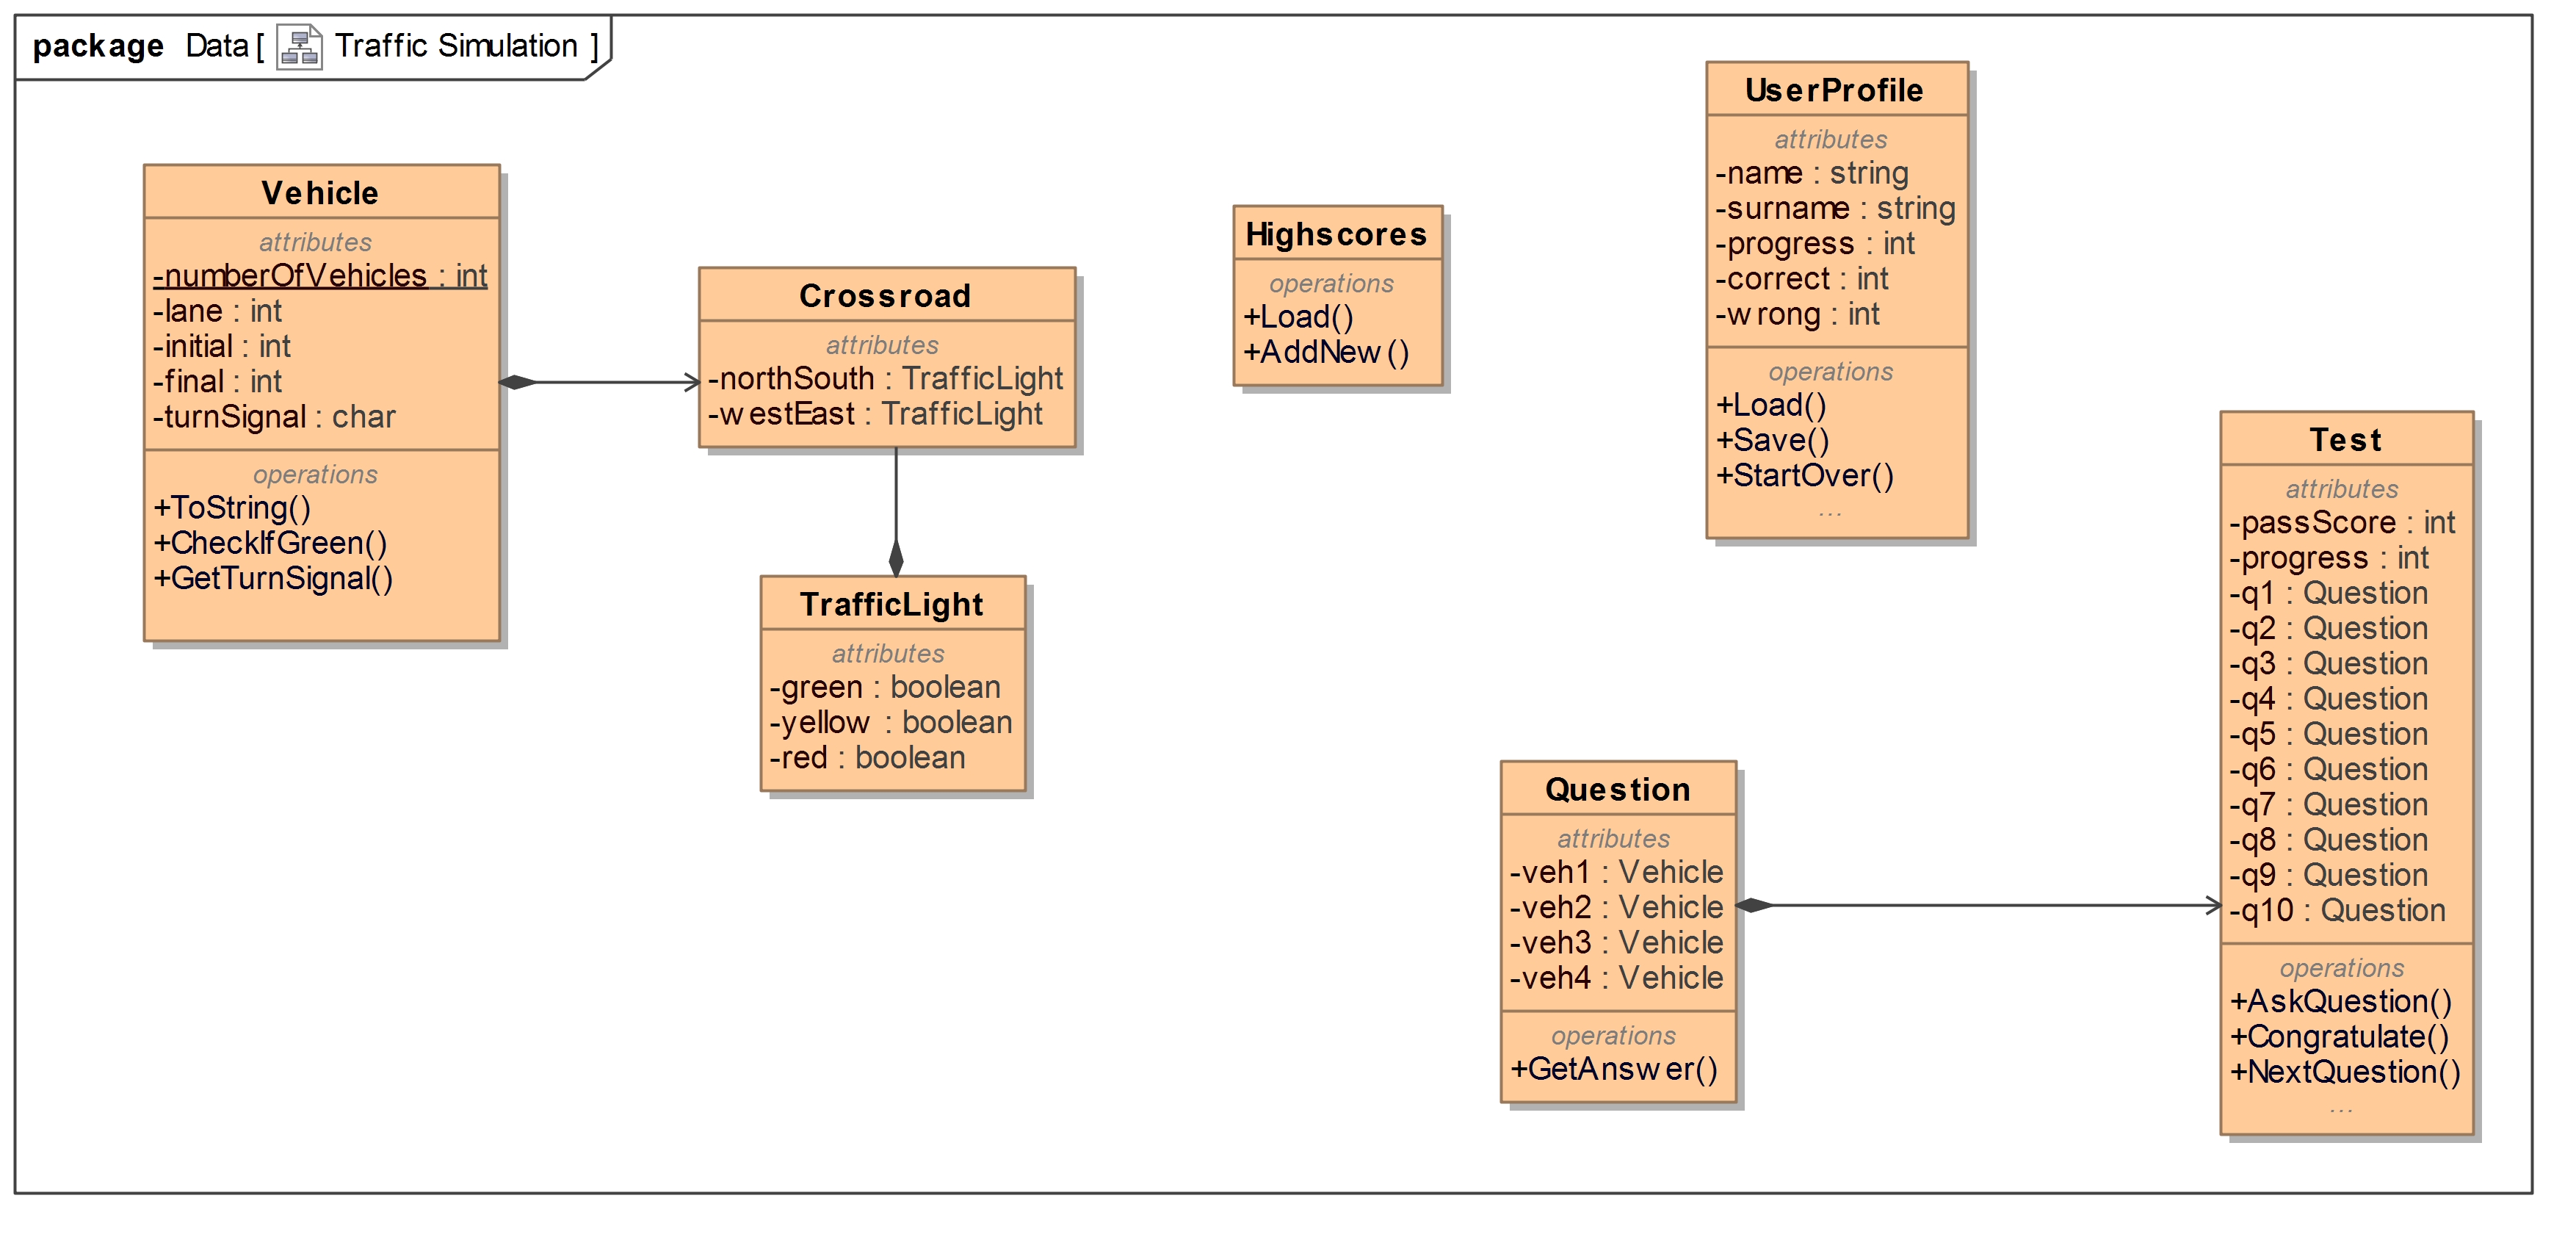 package Data [ Traffic Simulation ]
Vehicle
attributes
-numberOfVehicles : int
-lane : int
-initial : int
-final : int
-turnSignal : char
operations
+ToString()
+CheckIfGreen()
+GetTurnSignal()
Crossroad
attributes
-northSouth : TrafficLight
-westEast : TrafficLight
TrafficLight
attributes
-green : boolean
-yellow : boolean
-red : boolean
Highscores
operations
+Load()
+AddNew()
UserProfile
attributes
-name : string
-surname : string
-progress : int
-correct : int
-wrong : int
operations
+Load()
+Save()
+StartOver()
...
Question
attributes
-veh1 : Vehicle
-veh2 : Vehicle
-veh3 : Vehicle
-veh4 : Vehicle
operations
+GetAnswer()
Test
attributes
-passScore : int
-progress : int
-q1 : Question
-q2 : Question
-q3 : Question
-q4 : Question
-q5 : Question
-q6 : Question
-q7 : Question
-q8 : Question
-q9 : Question
-q10 : Question
operations
+AskQuestion()
+Congratulate()
+NextQuestion()
...